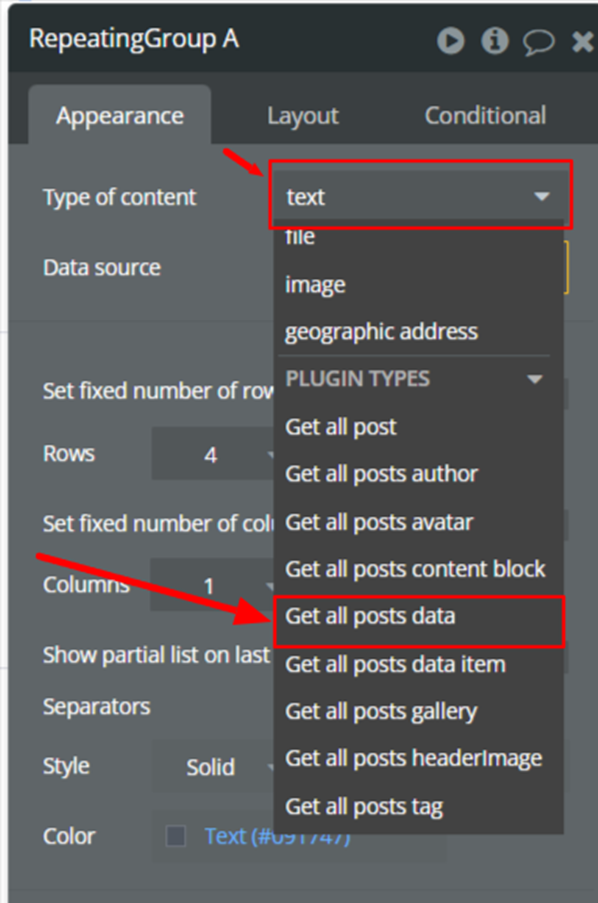 RepeatingGroup A
Appearance Layout Conditional
Type of content text
file
Data source
image
geographic address
PLUGIN TYPES
Set fixed number of row
Get all post
Rows 4
Get all posts author
Set fixed number of colu
Get all posts avatar
Get all posts content block
Columns 1
Get all posts data
Show partial list on last
Get all posts data item
Separators
Get all posts gallery
Style Solid
Get all posts headerImage
Get all posts tag
Color Text (#091747)